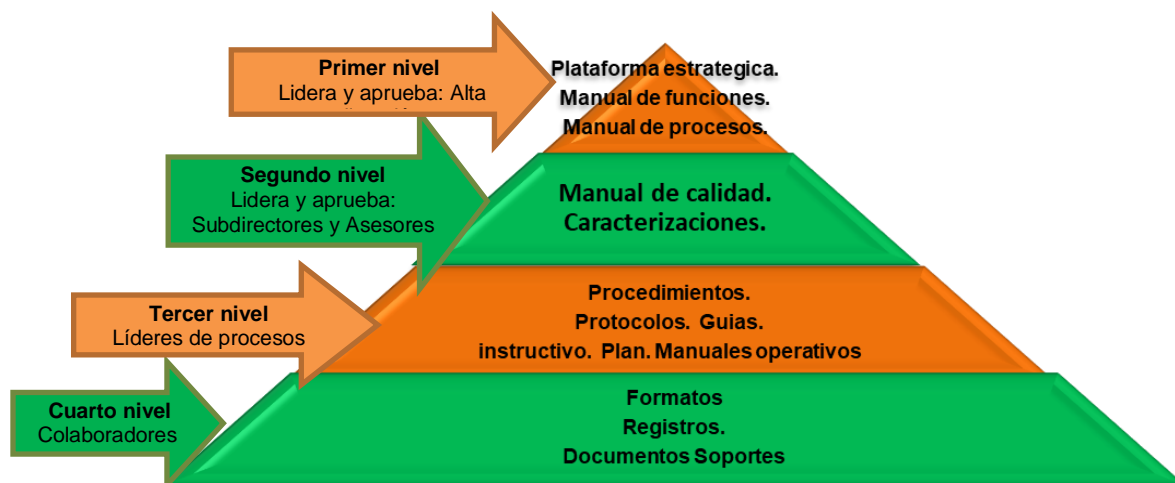 Primer nivel
Lidera y aprueba: Alta
Plataforma estrategica.
Manual de funciones.
Manual de procesos.
Segundo nivel
Lidera y aprueba:
Subdirectores y Asesores
Manual de calidad.
Caracterizaciones.
Tercer nivel
Líderes de procesos
Procedimientos.
Protocolos. Guias.
instructivo. Plan. Manuales operativos
Cuarto nivel
Colaboradores
Formatos
Registros.
Documentos Soportes